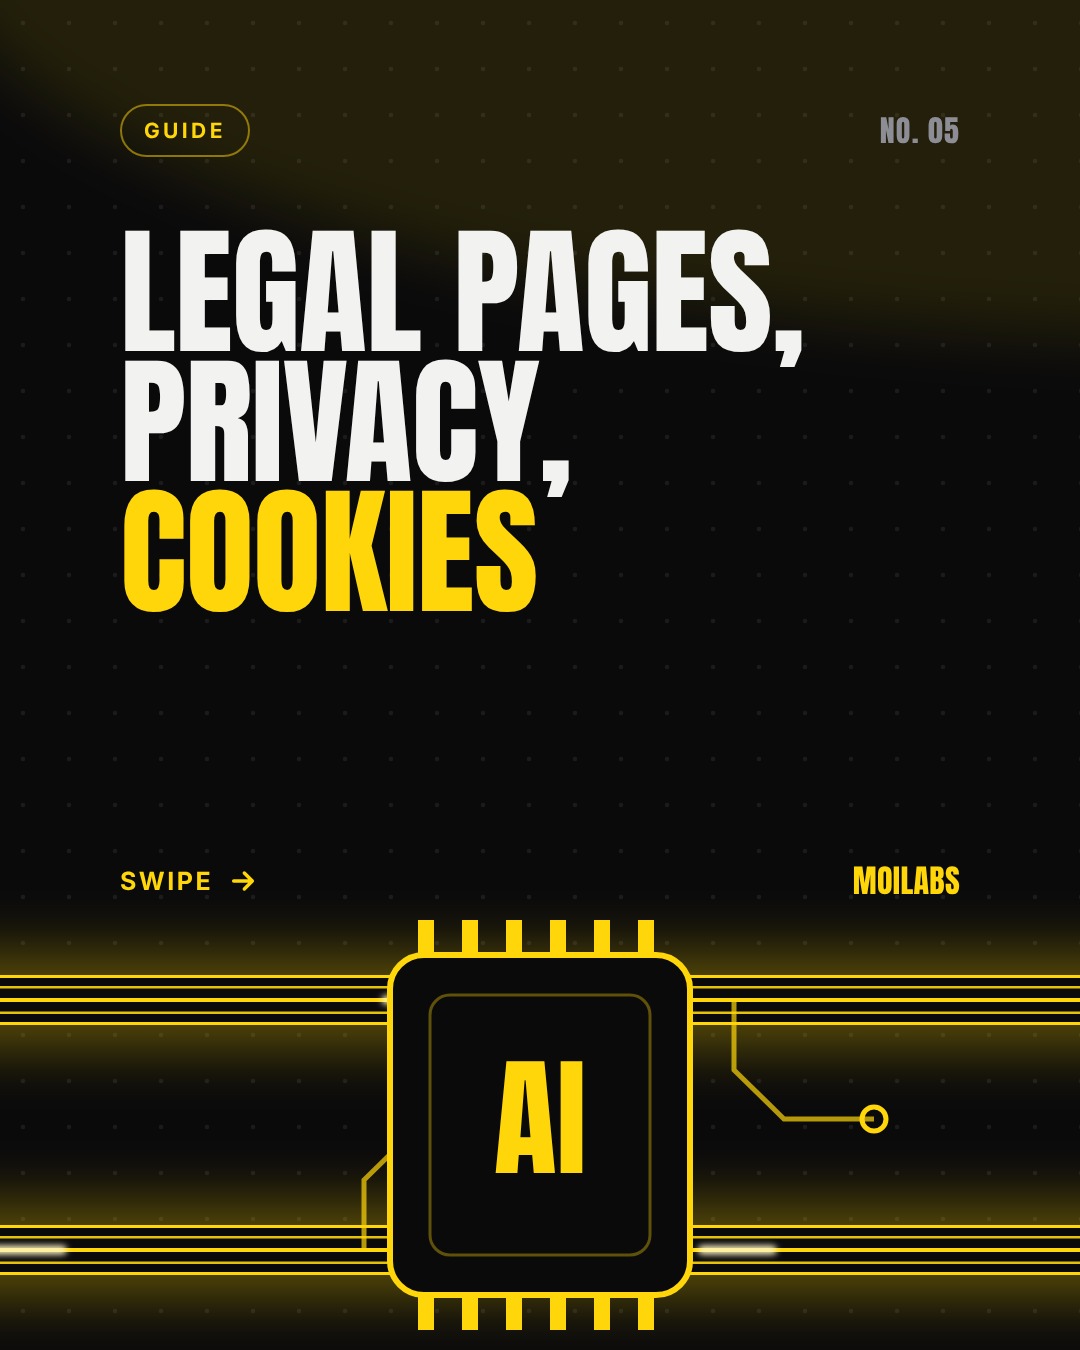 GUIDE
NO. 05
LEGAL PAGES,
PRIVACY,
COOKIES
SWIPE →
MOILABS
AI